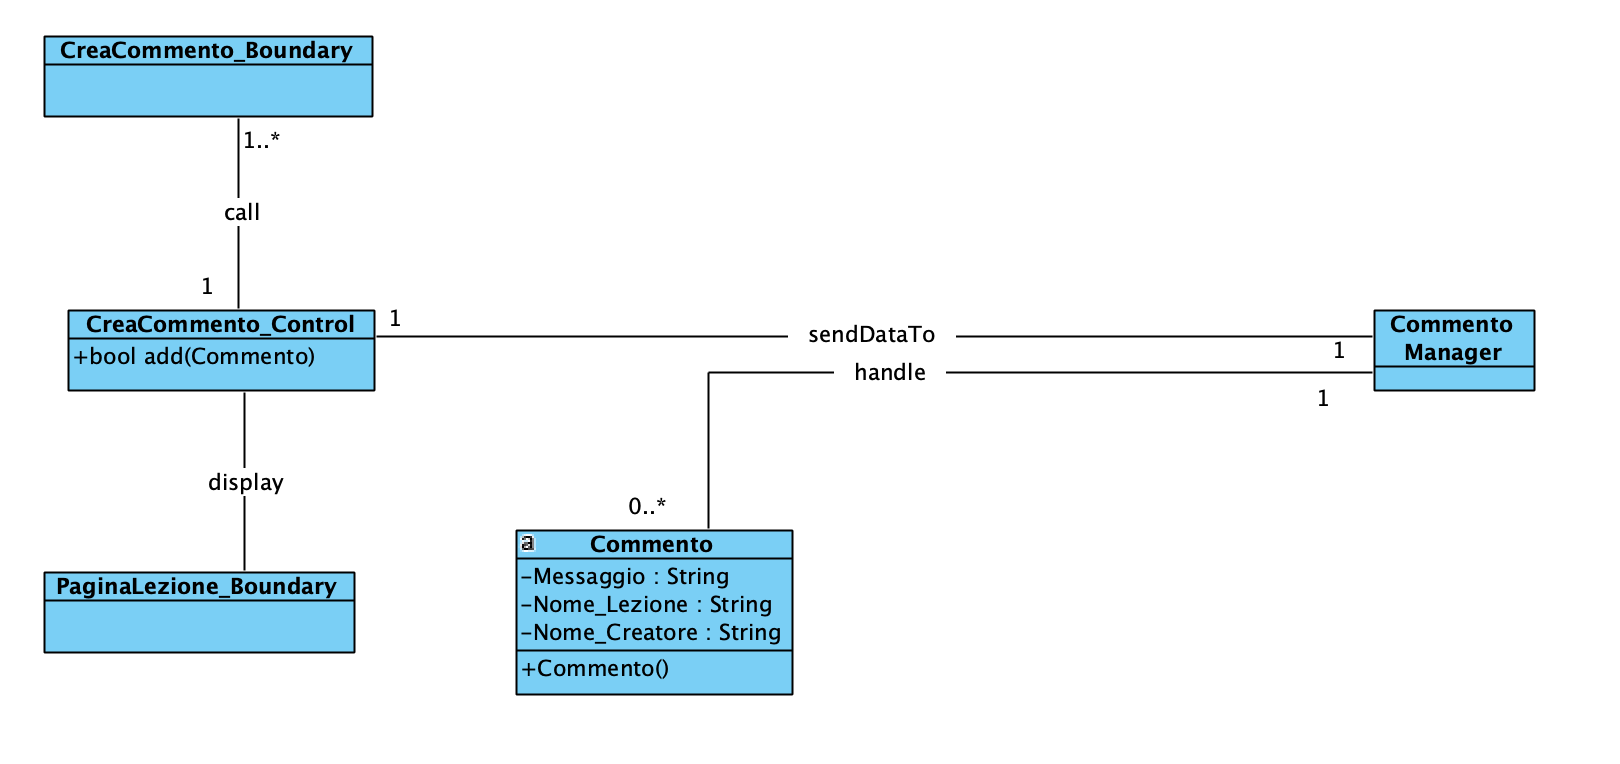 CreaCommento_Boundary
1..*
call
1
CreaCommento_Control
+bool add(Commento)
1
sendDataTo
1
Commento
Manager
handle
1
display
0..*
PaginaLezione_Boundary
a
Commento
-Messaggio : String
-Nome_Lezione : String
-Nome_Creatore : String
+Commento()